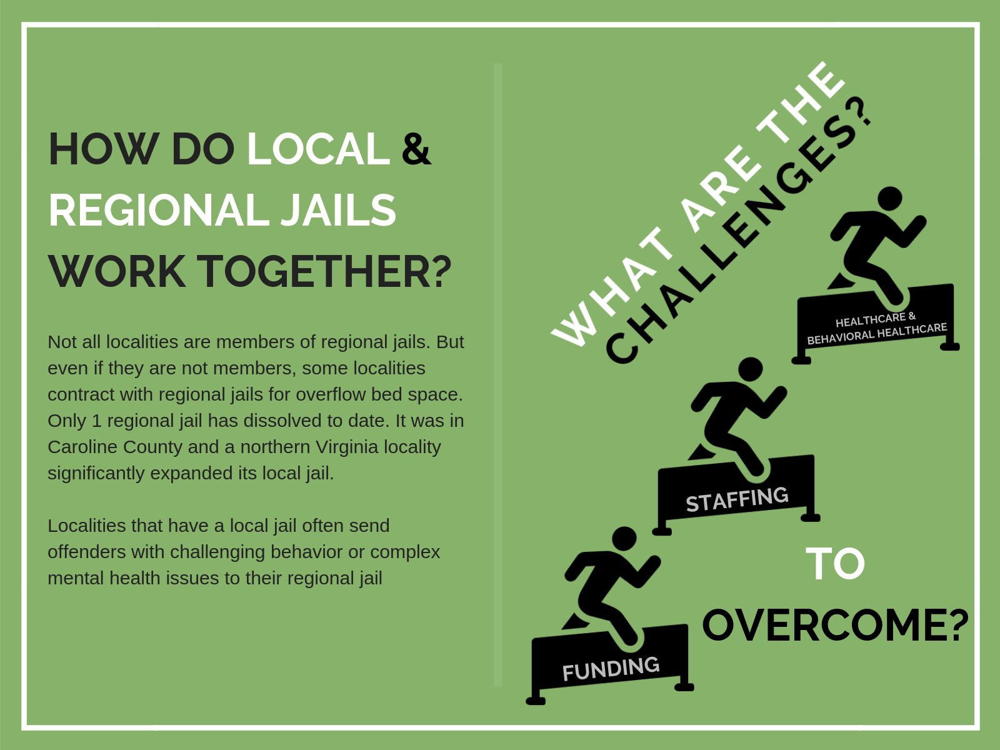 HOW DO LOCAL &
REGIONAL JAILS
WORK TOGETHER?
Not all localities are members of regional jails. But
even if they are not members, some localities
contract with regional jails for overflow bed space.
Only 1 regional jail has dissolved to date. It was in
Caroline County and a northern Virginia locality
significantly expanded its local jail.
Localities that have a local jail often send
offenders with challenging behavior or complex
mental health issues to their regional jail
WHAT ARE THE
CHALLENGES?
HEALTHCARE &
BEHAVIORAL HEALTHCARE
STAFFING
FUNDING
TO
OVERCOME?